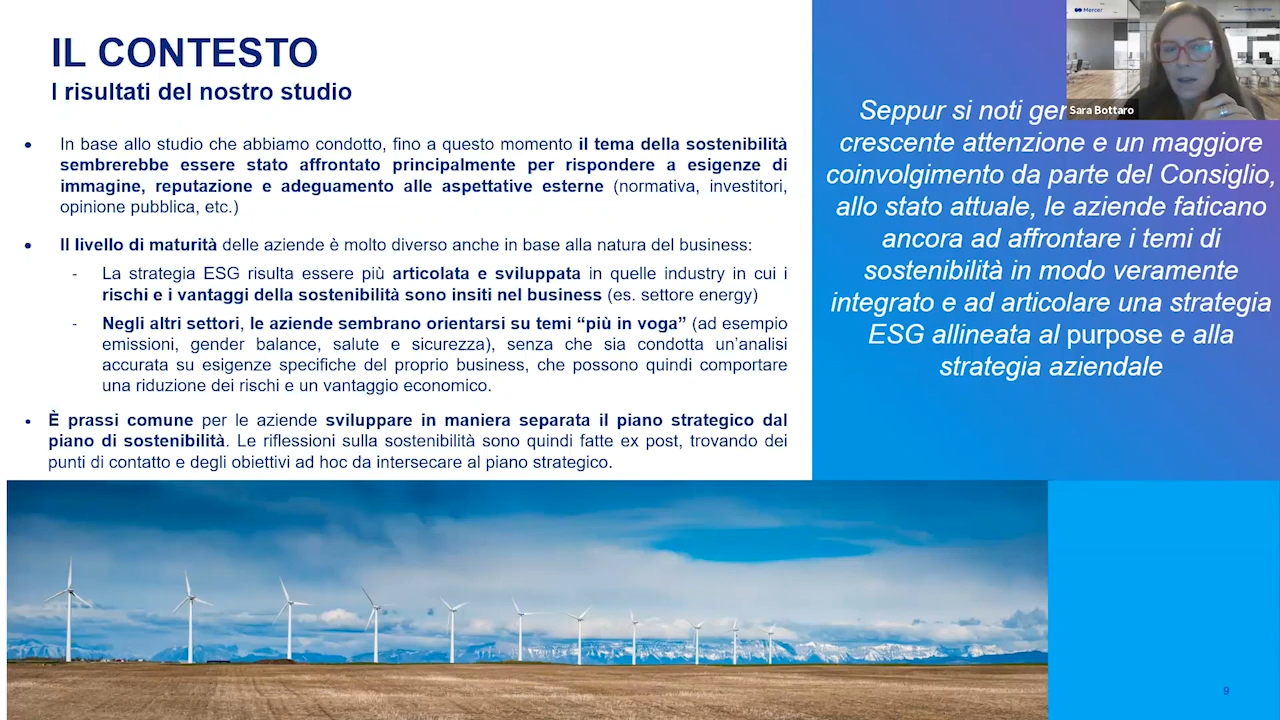 IL CONTESTO
I risultati del nostro studio
• In base allo studio che abbiamo condotto, fino a questo momento il tema della sostenibilità
sembrerebbe essere stato affrontato principalmente per rispondere a esigenze di
immagine, reputazione e adeguamento alle aspettative esterne (normativa, investitori,
opinione pubblica, etc.)
• Il livello di maturità delle aziende è molto diverso anche in base alla natura del business:
- La strategia ESG risulta essere più articolata e sviluppata in quelle industry in cui i
rischi e i vantaggi della sostenibilità sono insiti nel business (es. settore energy)
- Negli altri settori, le aziende sembrano orientarsi su temi “più in voga” (ad esempio
emissioni, gender balance, salute e sicurezza), senza che sia condotta un’analisi
accurata su esigenze specifiche del proprio business, che possono quindi comportare
una riduzione dei rischi e un vantaggio economico.
• È prassi comune per le aziende sviluppare in maniera separata il piano strategico dal
piano di sostenibilità. Le riflessioni sulla sostenibilità sono quindi fatte ex post, trovando dei
punti di contatto e degli obiettivi ad hoc da intersecare al piano strategico.
Mercer
Sara Bottaro
Seppur si noti
crescente attenzione e un maggiore
coinvolgimento da parte del Consiglio,
allo stato attuale, le aziende faticano
ancora ad affrontare i temi di
sostenibilità in modo veramente
integrato e ad articolare una strategia
ESG allineata al purpose e alla
strategia aziendale
9